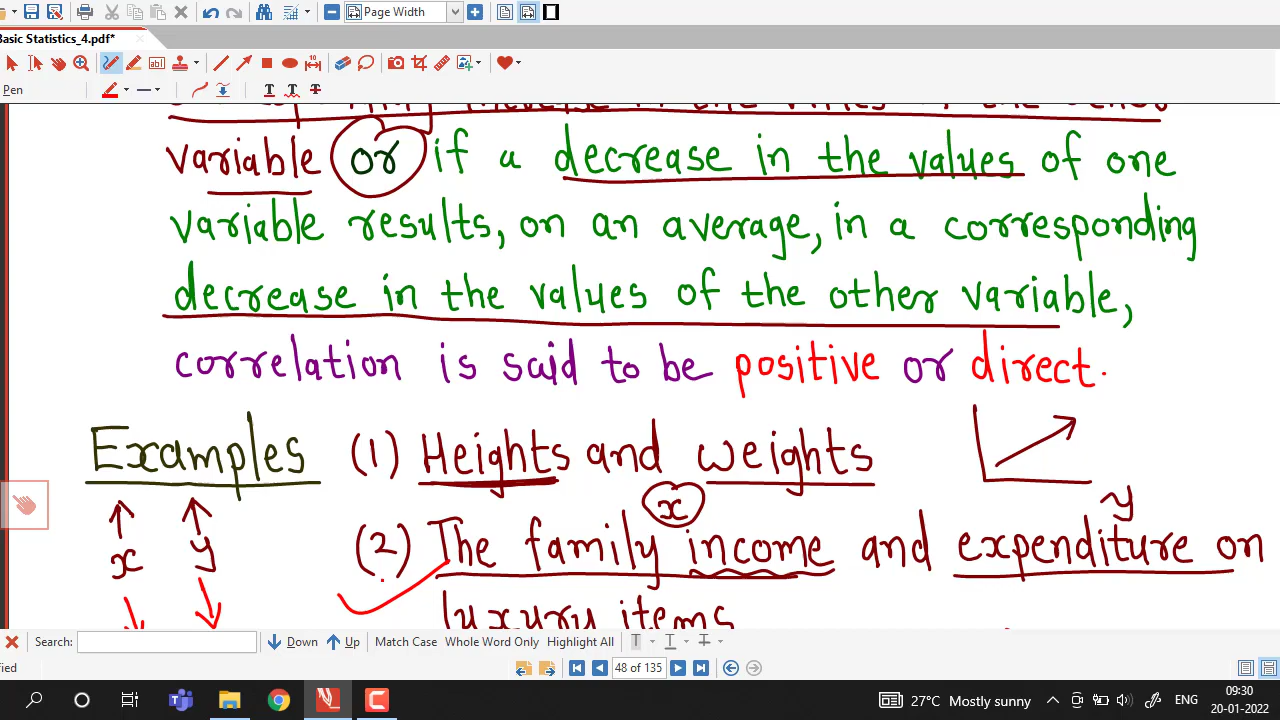 Page Width
Basic Statistics_4.pdf*
Pen
variable or if a decrease in the values of one
variable results, on an average, in a corresponding
decrease in the values of the other variable,
correlation is said to be positive or direct.
Examples (1) Heights and weights
x
y
(2) The family income and expenditure on
x y
luxury items
Search: Down Up Match Case Whole Word Only Highlight All T T T
48 of 135
27°C Mostly sunny ENG
09:30
20-01-2022